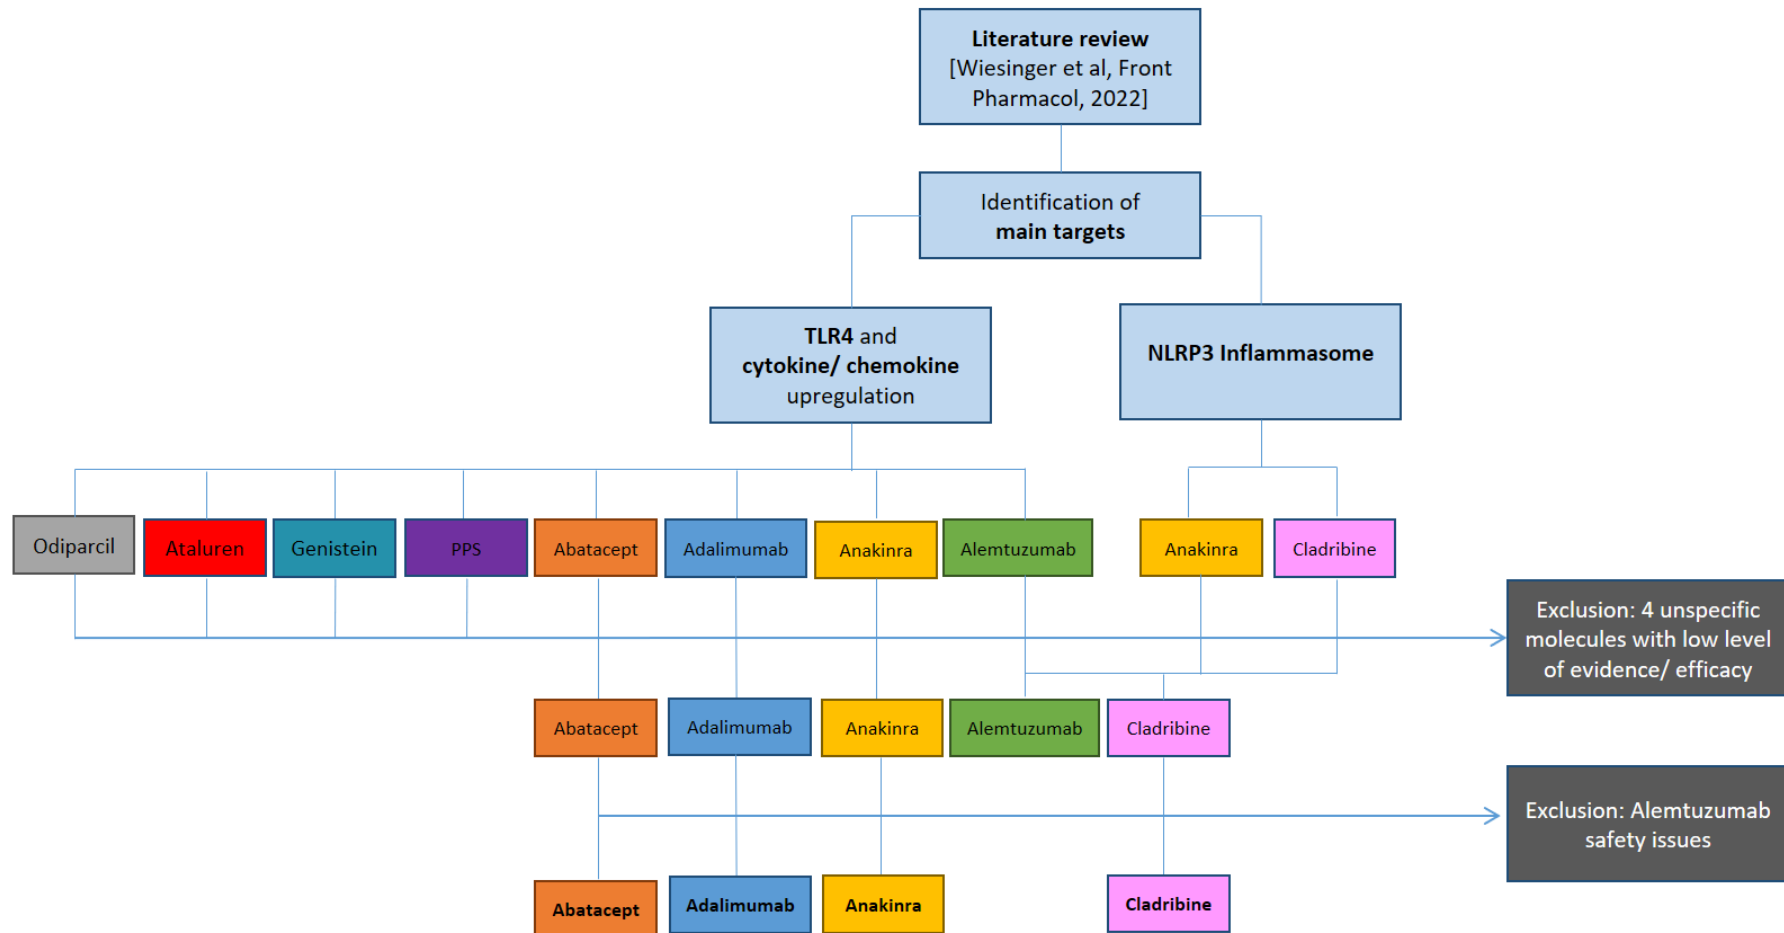 Literature review
[Wiesinger et al, Front
Pharmacol, 2022]
Identification of
main targets
TLR4 and
cytokine/ chemokine
upregulation
NLRP3 Inflammasome
Odiparcil
Ataluren
Genistein
PPS
Abatacept
Adalimumab
Anakinra
Alemtuzumab
Anakinra
Cladribine
Exclusion: 4 unspecific
molecules with low level
of evidence/ efficacy
Abatacept
Adalimumab
Anakinra
Alemtuzumab
Cladribine
Exclusion: Alemtuzumab
safety issues
Abatacept
Adalimumab
Anakinra
Cladribine